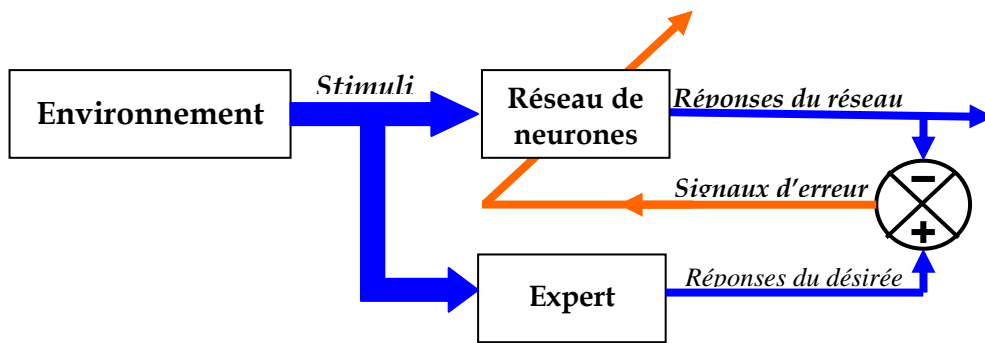 Stimuli
Environnement
Réseau de
neurones
Réponses du réseau
−
Signaux d'erreur
+
Expert
Réponses du désirée